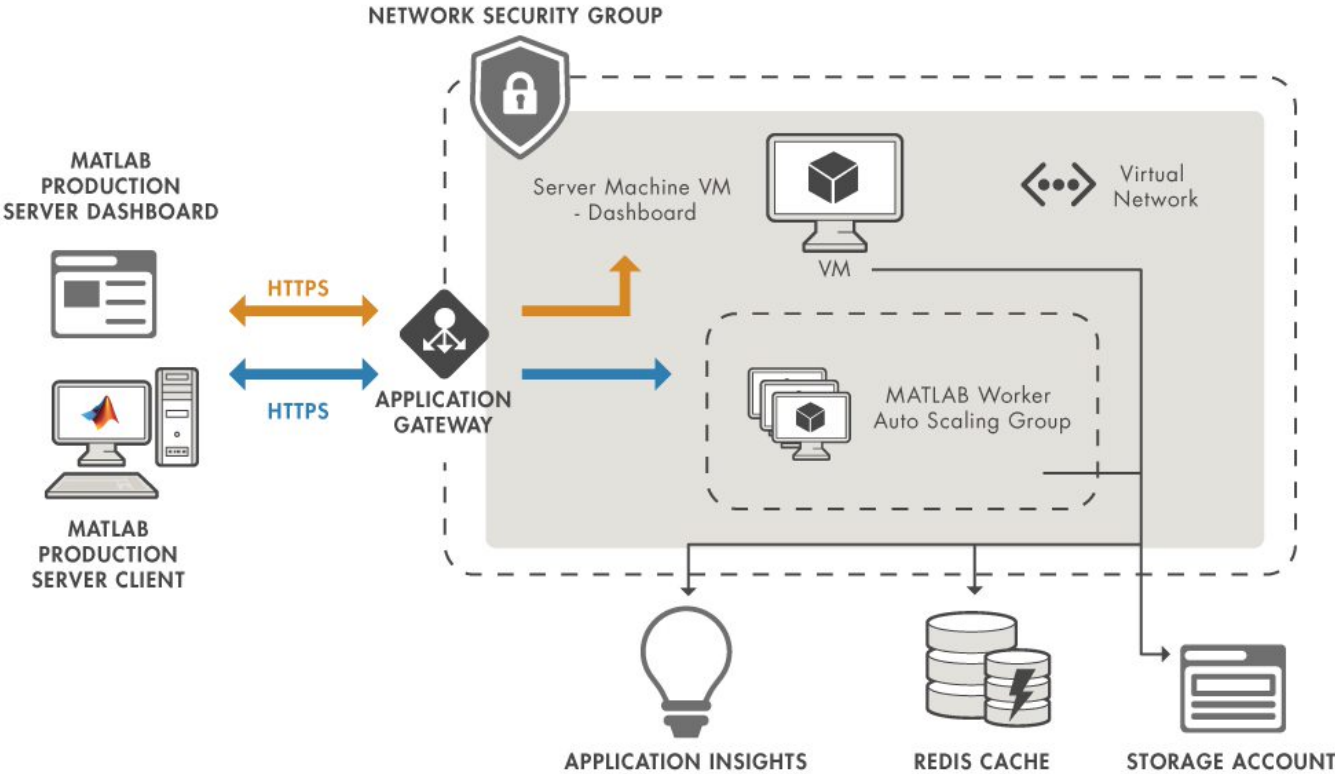 NETWORK SECURITY GROUP
MATLAB
PRODUCTION
SERVER DASHBOARD
Server Machine VM
- Dashboard
Virtual
Network
VM
HTTPS
HTTPS
APPLICATION
GATEWAY
MATLAB Worker
Auto Scaling Group
MATLAB
PRODUCTION
SERVER CLIENT
APPLICATION INSIGHTS
REDIS CACHE
STORAGE ACCOUNT